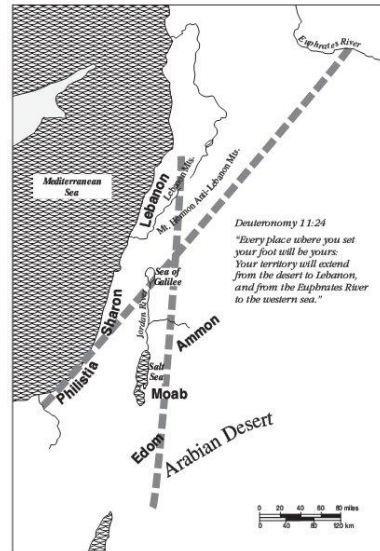 Euphrates River
Mediterranean
Sea
Lebanon
Lebanon Mts.
Mt. Hermon Anti-Lebanon Mts.
Deuteronomy 11:24
"Every place where you set
your foot will be yours:
Your territory will extend
from the desert to Lebanon,
and from the Euphrates River
to the western sea."
Sea of
Galilee
Sharon
Jordan River
Ammon
Philistia
Salt
Sea
Moab
Edom
Arabian Desert
0 20 40 60 80 miles
0 40 80 120 km